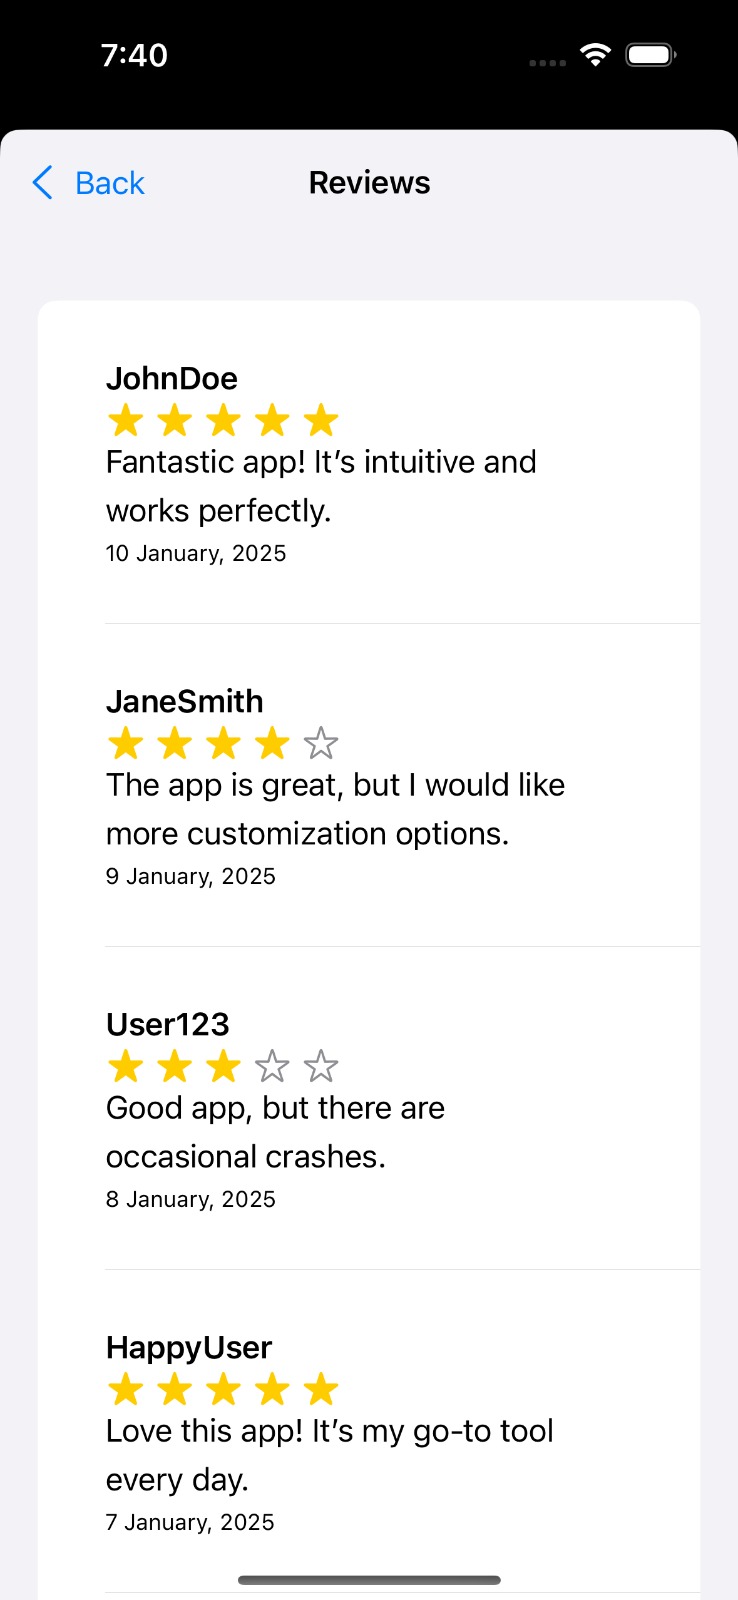 7:40
Back
Reviews
JohnDoe
Fantastic app! It’s intuitive and
works perfectly.
10 January, 2025
JaneSmith
The app is great, but I would like
more customization options.
9 January, 2025
User123
Good app, but there are
occasional crashes.
8 January, 2025
HappyUser
Love this app! It’s my go-to tool
every day.
7 January, 2025